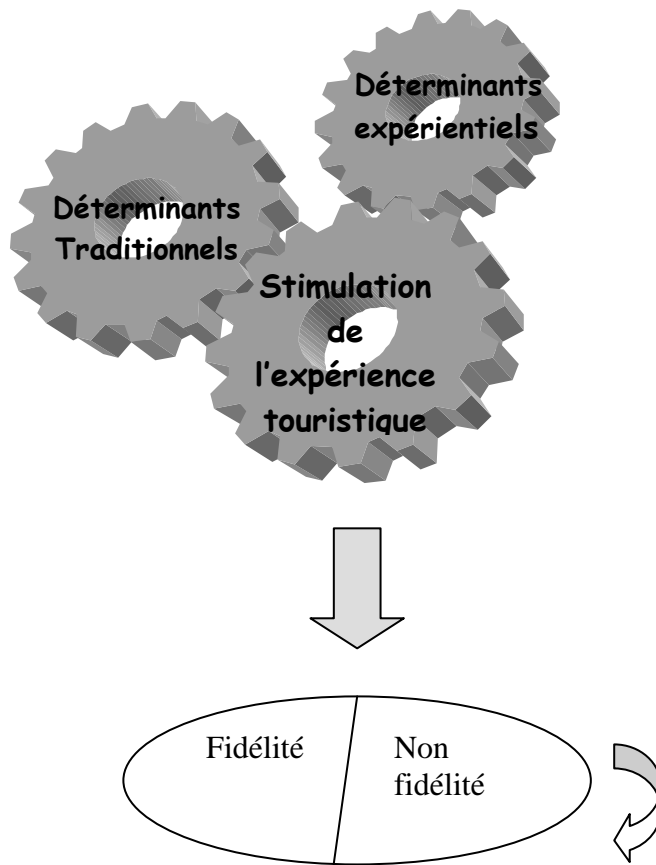 Déterminants
expérientiels
Déterminants
Traditionnels
Stimulation
de
l'expérience
touristique
Fidélité
Non
fidélité